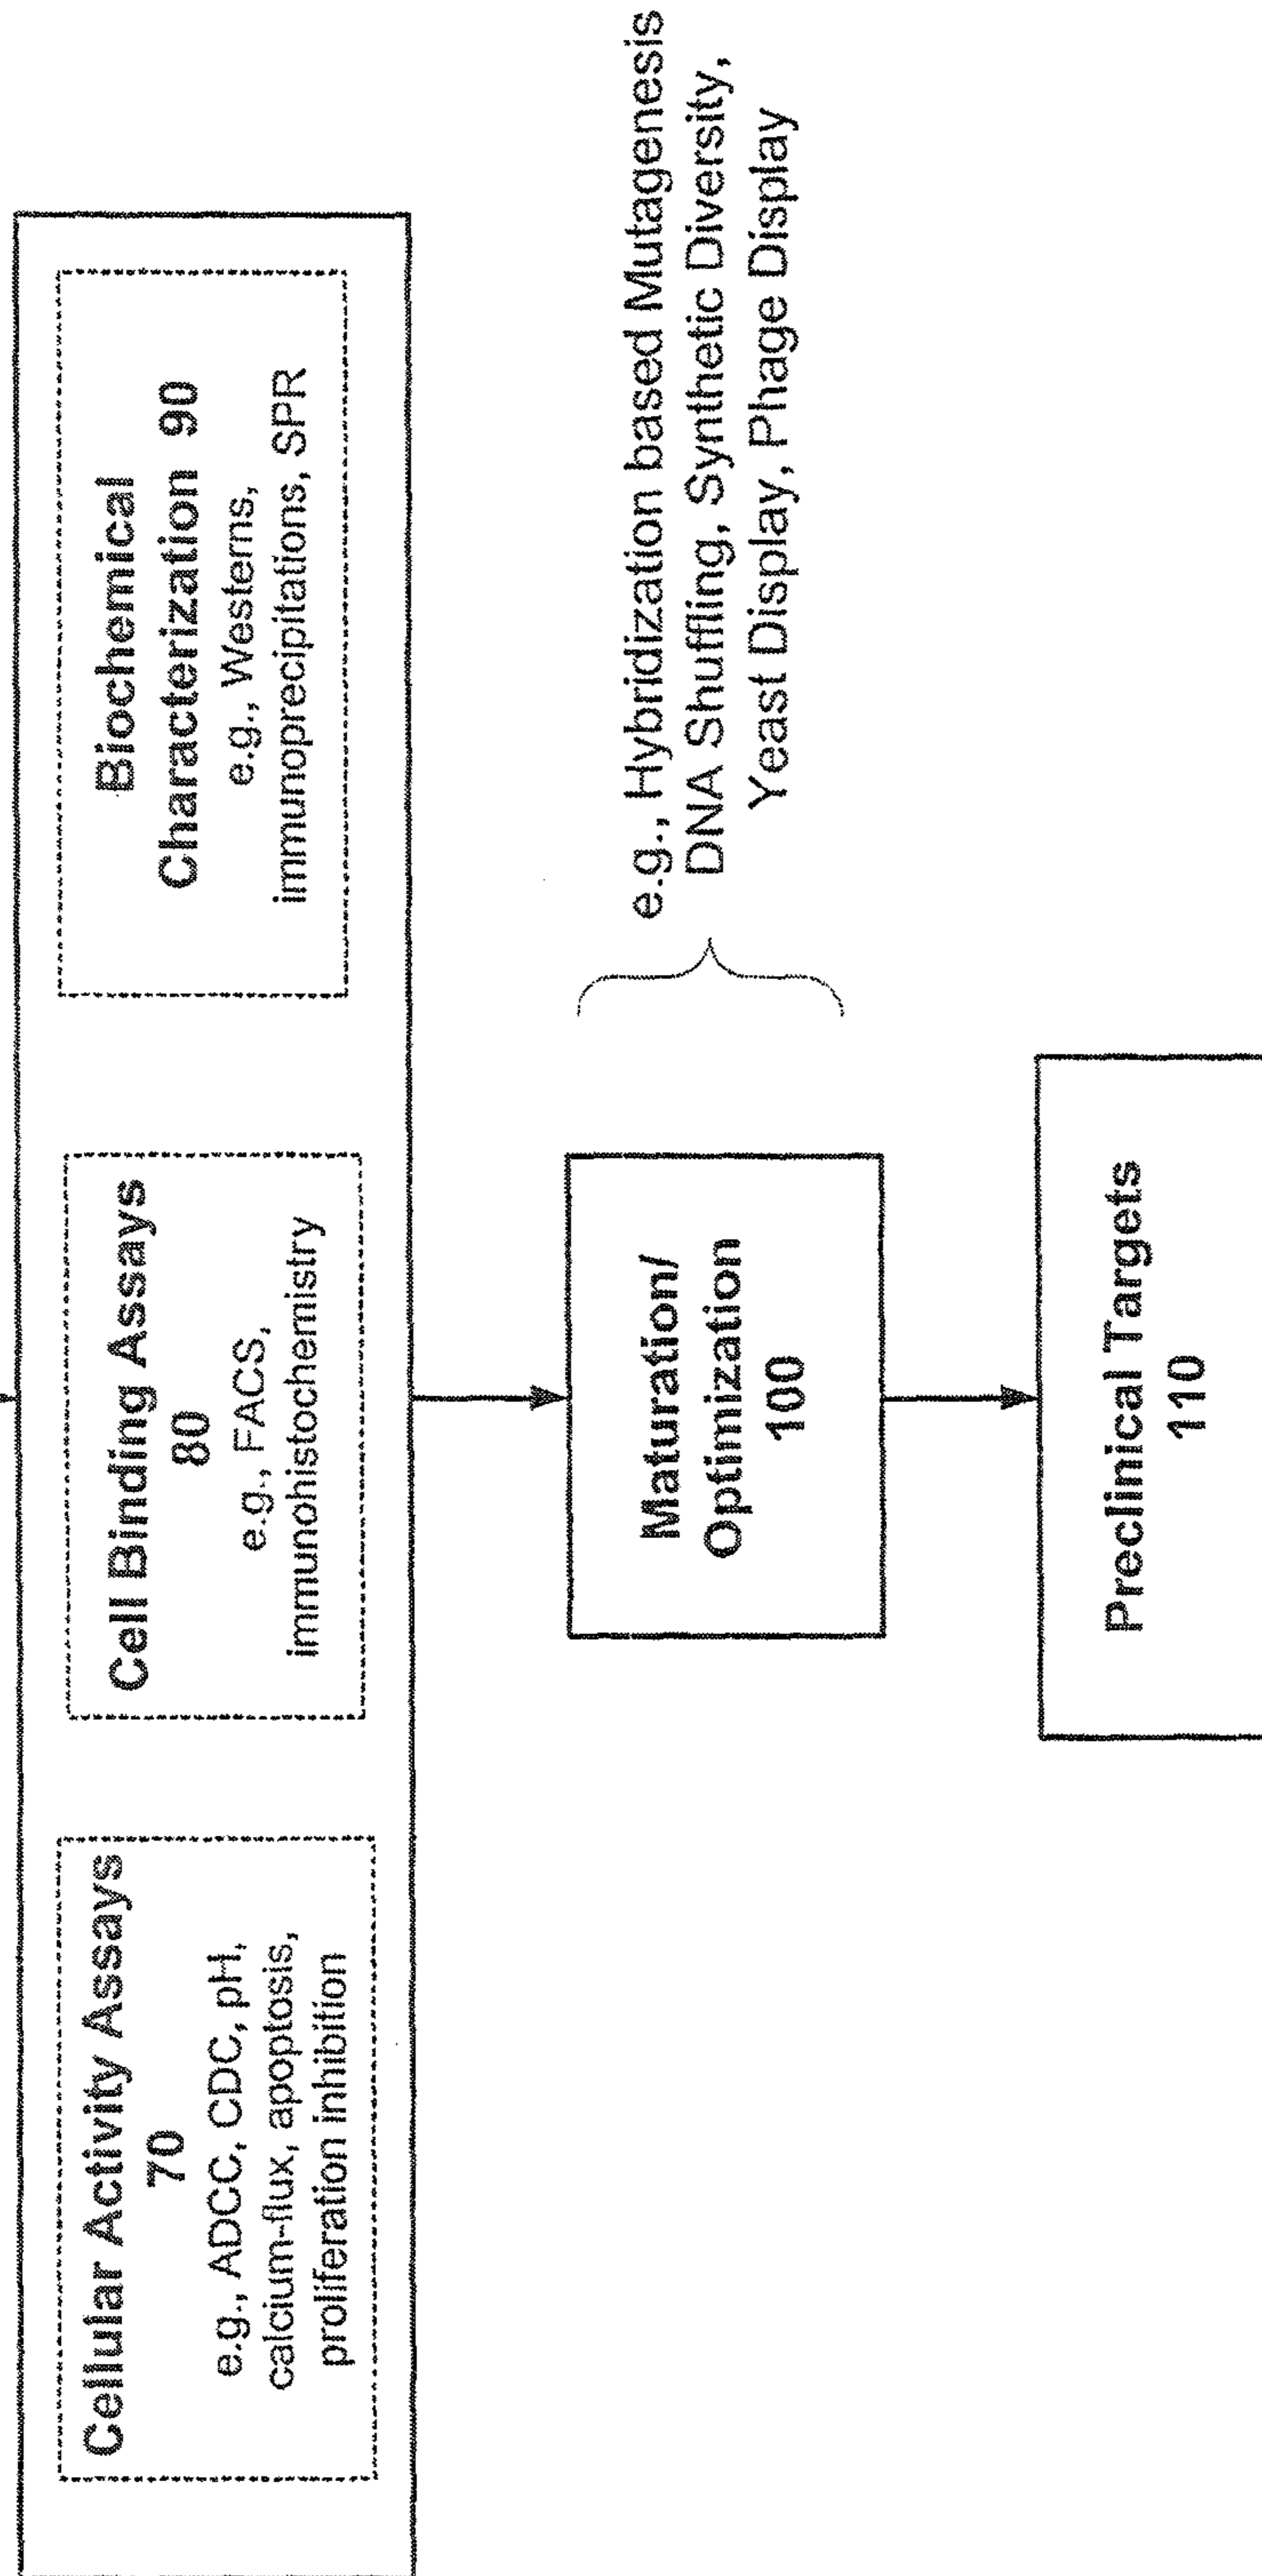 Cellular Activity Assays
70
e.g., ADCC, CDC, pH,
calcium-flux, apoptosis,
proliferation inhibition
Cell Binding Assays
80
e.g., FACS,
immunohistochemistry
Biochemical
Characterization 90
e.g., Westerns,
immunoprecipitations, SPR
Maturation/
Optimization
100
e.g., Hybridization based Mutagenesis
DNA Shuffling, Synthetic Diversity,
Yeast Display, Phage Display
Preclinical Targets
110